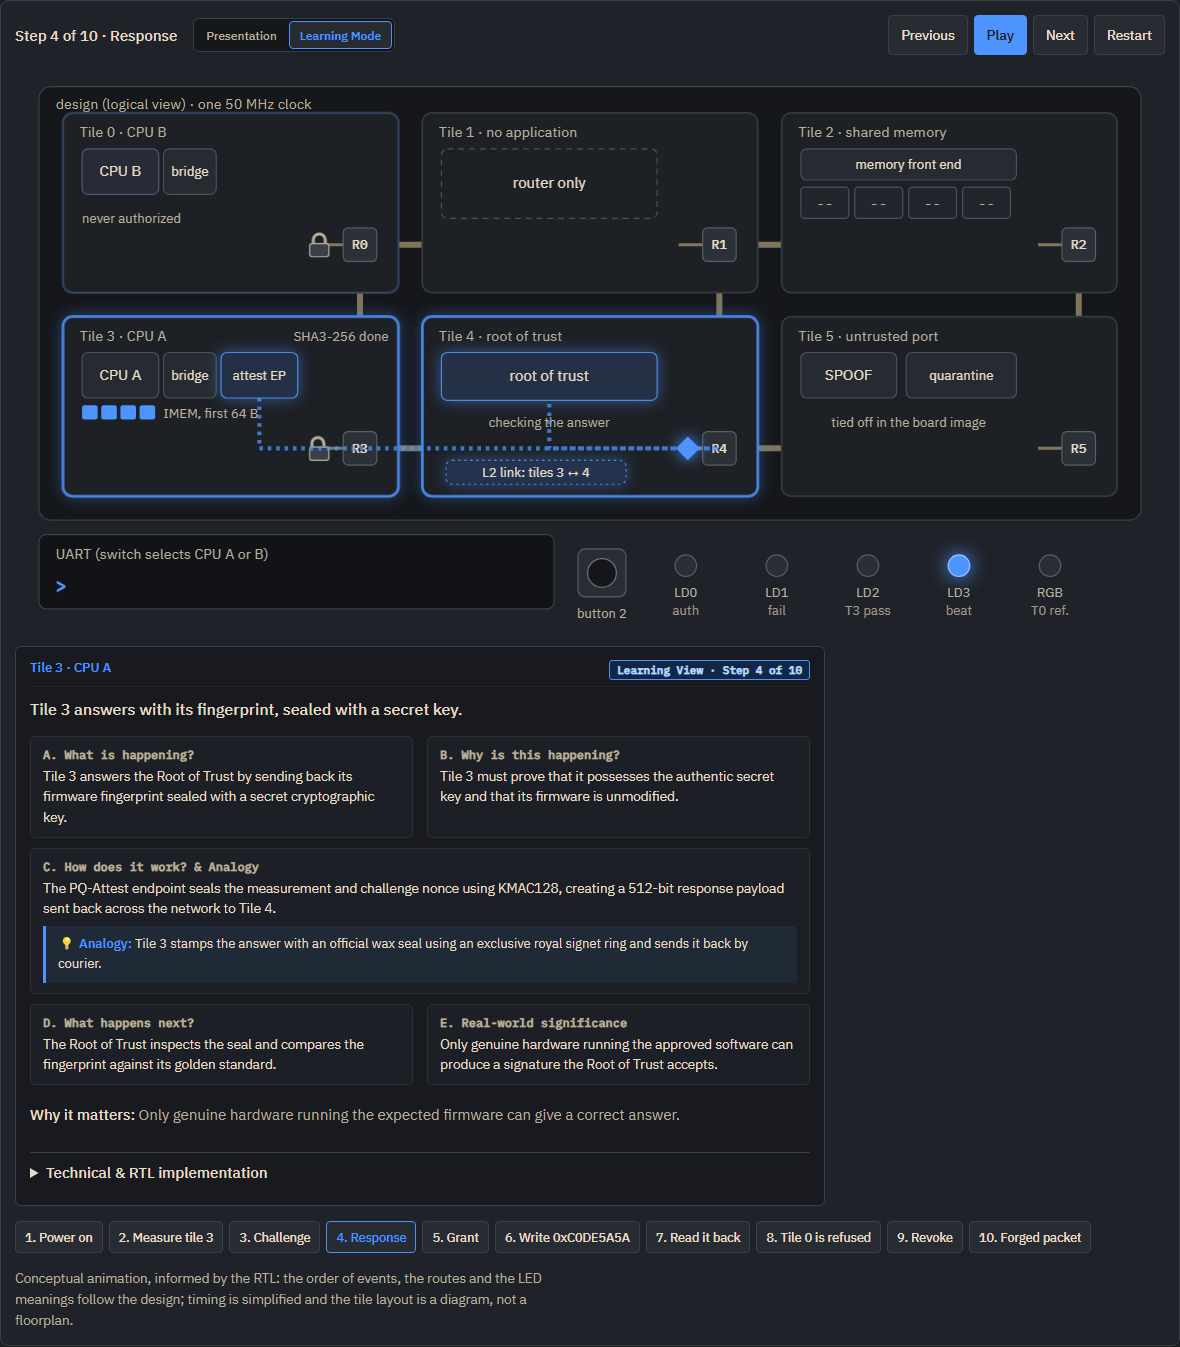 Step 4 of 10 · Response
Presentation
Learning Mode
Previous
Play
Next
Restart
design (logical view) · one 50 MHz clock
Tile 0 · CPU B
CPU B
bridge
never authorized
R0
Tile 1 · no application
router only
R1
Tile 2 · shared memory
memory front end
-- -- -- --
R2
Tile 3 · CPU A
SHA3-256 done
CPU A
bridge
attest EP
IMEM, first 64 B
R3
Tile 4 · root of trust
root of trust
checking the answer
R4
L2 link: tiles 3 ↔ 4
Tile 5 · untrusted port
SPOOF
quarantine
tied off in the board image
R5
UART (switch selects CPU A or B)
>
button 2
LD0
auth
LD1
fail
LD2
T3 pass
LD3
beat
RGB
T0 ref.
Tile 3 · CPU A
Learning View · Step 4 of 10
Tile 3 answers with its fingerprint, sealed with a secret key.
A. What is happening?
Tile 3 answers the Root of Trust by sending back its
firmware fingerprint sealed with a secret cryptographic
key.
B. Why is this happening?
Tile 3 must prove that it possesses the authentic secret
key and that its firmware is unmodified.
C. How does it work? & Analogy
The PQ-Attest endpoint seals the measurement and challenge nonce using KMAC128, creating a 512-bit response payload
sent back across the network to Tile 4.
💡 Analogy: Tile 3 stamps the answer with an official wax seal using an exclusive royal signet ring and sends it back by
courier.
D. What happens next?
The Root of Trust inspects the seal and compares the
fingerprint against its golden standard.
E. Real-world significance
Only genuine hardware running the approved software can
produce a signature the Root of Trust accepts.
Why it matters: Only genuine hardware running the expected firmware can give a correct answer.
▶ Technical & RTL implementation
1. Power on
2. Measure tile 3
3. Challenge
4. Response
5. Grant
6. Write 0xC0DE5A5A
7. Read it back
8. Tile 0 is refused
9. Revoke
10. Forged packet
Conceptual animation, informed by the RTL: the order of events, the routes and the LED
meanings follow the design; timing is simplified and the tile layout is a diagram, not a
floorplan.